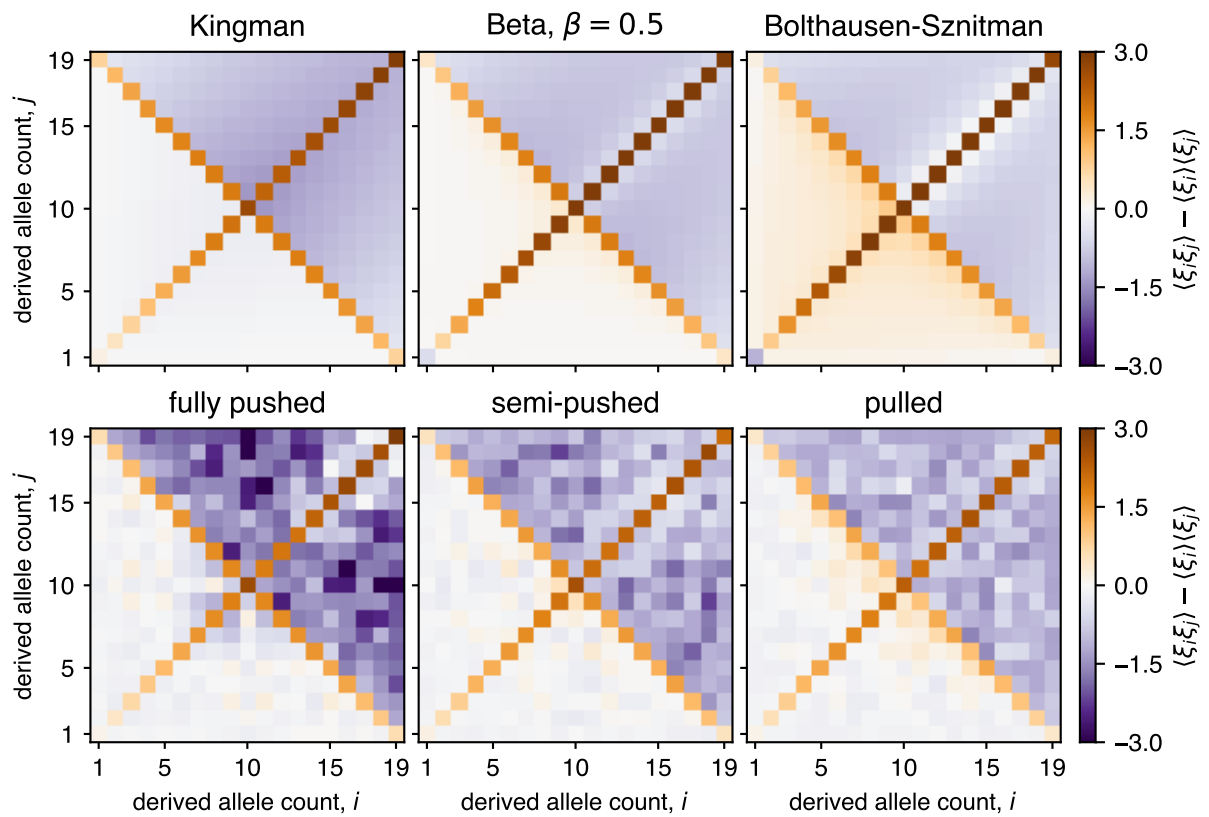 Kingman
Beta, β = 0.5
Bolthausen-Sznitman
derived allele count, j
19
15
10
5
1
3.0
1.5
0.0
−1.5
−3.0
⟨ξᵢξⱼ⟩ − ⟨ξᵢ⟩⟨ξⱼ⟩
fully pushed
semi-pushed
pulled
derived allele count, j
19
15
10
5
1
3.0
1.5
0.0
−1.5
−3.0
⟨ξᵢξⱼ⟩ − ⟨ξᵢ⟩⟨ξⱼ⟩
1 5 10 15 19
1 5 10 15 19
1 5 10 15 19
derived allele count, i
derived allele count, i
derived allele count, i